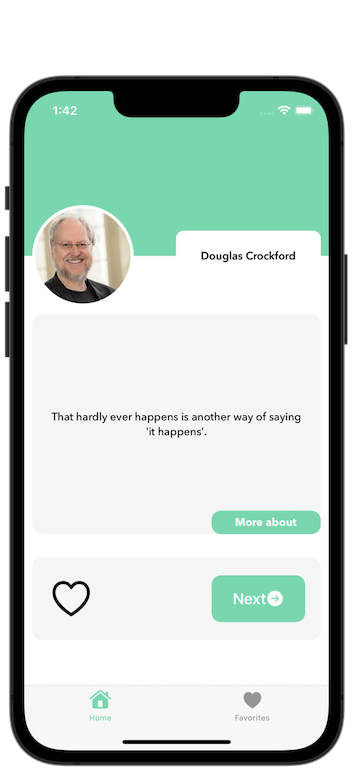 1:42
Douglas Crockford
That hardly ever happens is another way of saying
'it happens'.
More about
Next
Home
Favorites